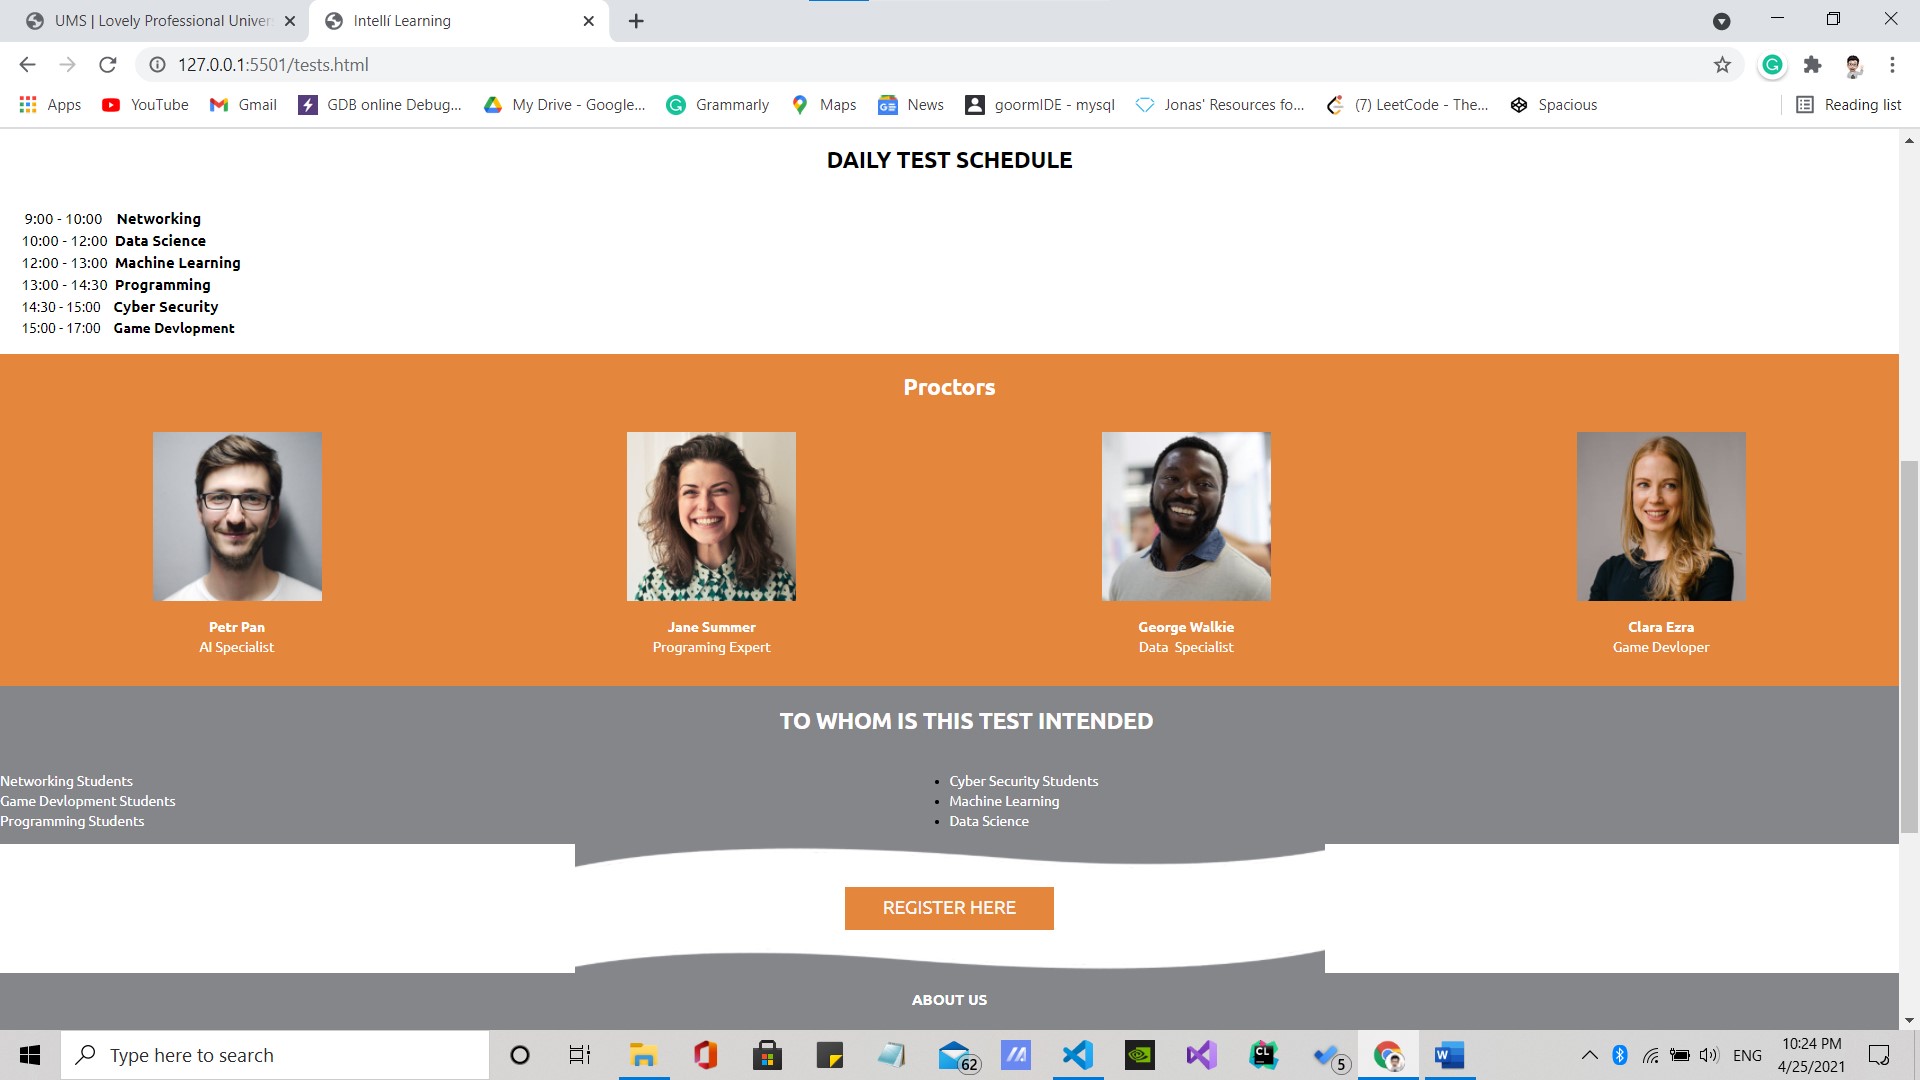 UMS | Lovely Professional Univer
Intellí Learning
127.0.0.1:5501/tests.html
Apps
YouTube
Gmail
GDB online Debug...
My Drive - Google...
Grammarly
Maps
News
goormIDE - mysql
Jonas' Resources fo...
(7) LeetCode - The...
Spacious
Reading list
DAILY TEST SCHEDULE
9:00 - 10:00 Networking
10:00 - 12:00 Data Science
12:00 - 13:00 Machine Learning
13:00 - 14:30 Programming
14:30 - 15:00 Cyber Security
15:00 - 17:00 Game Devlopment
Proctors
Petr Pan
AI Specialist
Jane Summer
Programing Expert
George Walkie
Data Specialist
Clara Ezra
Game Devloper
TO WHOM IS THIS TEST INTENDED
Networking Students
Game Devlopment Students
Programming Students
• Cyber Security Students
• Machine Learning
• Data Science
REGISTER HERE
ABOUT US
Type here to search
62
CL
5
W
ENG
10:24 PM
4/25/2021